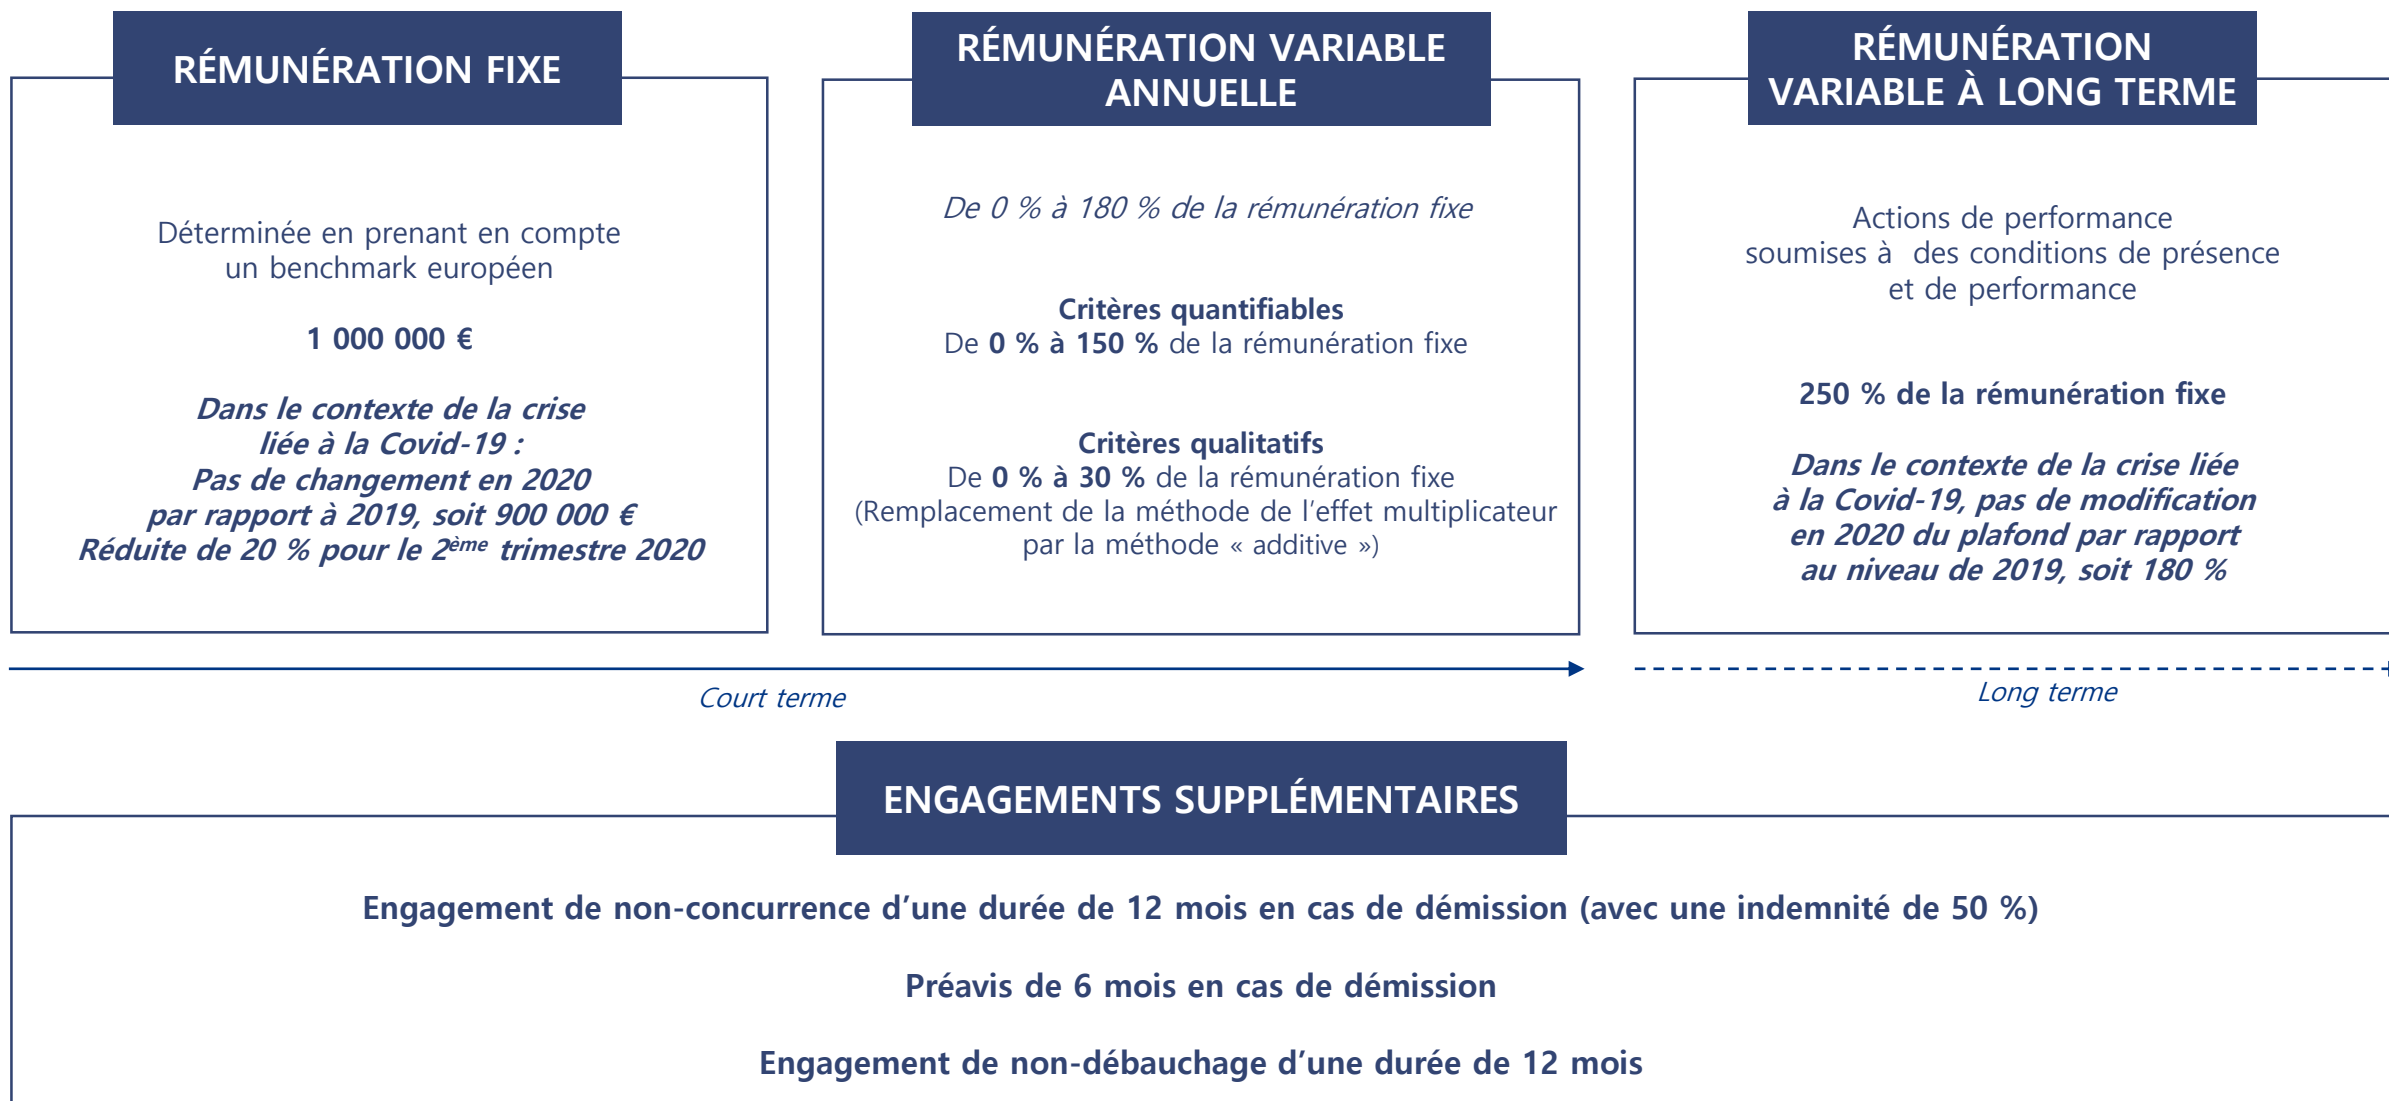 RÉMUNÉRATION FIXE
Déterminée en prenant en compte
un benchmark européen
1 000 000 €
Dans le contexte de la crise
liée à la Covid-19 :
Pas de changement en 2020
par rapport à 2019, soit 900 000 €
Réduite de 20 % pour le 2ème trimestre 2020
RÉMUNÉRATION VARIABLE
ANNUELLE
De 0 % à 180 % de la rémunération fixe
Critères quantifiables
De 0 % à 150 % de la rémunération fixe
Critères qualitatifs
De 0 % à 30 % de la rémunération fixe
(Remplacement de la méthode de l’effet multiplicateur
par la méthode « additive »)
RÉMUNÉRATION
VARIABLE À LONG TERME
Actions de performance
soumises à des conditions de présence
et de performance
250 % de la rémunération fixe
Dans le contexte de la crise liée
à la Covid-19, pas de modification
en 2020 du plafond par rapport
au niveau de 2019, soit 180 %
Court terme
Long terme
ENGAGEMENTS SUPPLÉMENTAIRES
Engagement de non-concurrence d’une durée de 12 mois en cas de démission (avec une indemnité de 50 %)
Préavis de 6 mois en cas de démission
Engagement de non-débauchage d’une durée de 12 mois